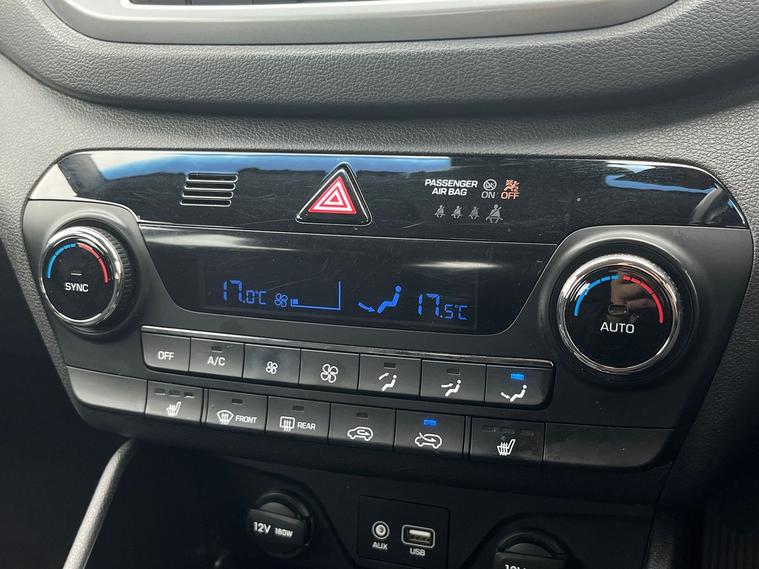 PASSENGER
AIR BAG
ON OFF
17.0°C
17.5°C
SYNC
AUTO
OFF
A/C
FRONT
REAR
12V 180W
AUX
USB